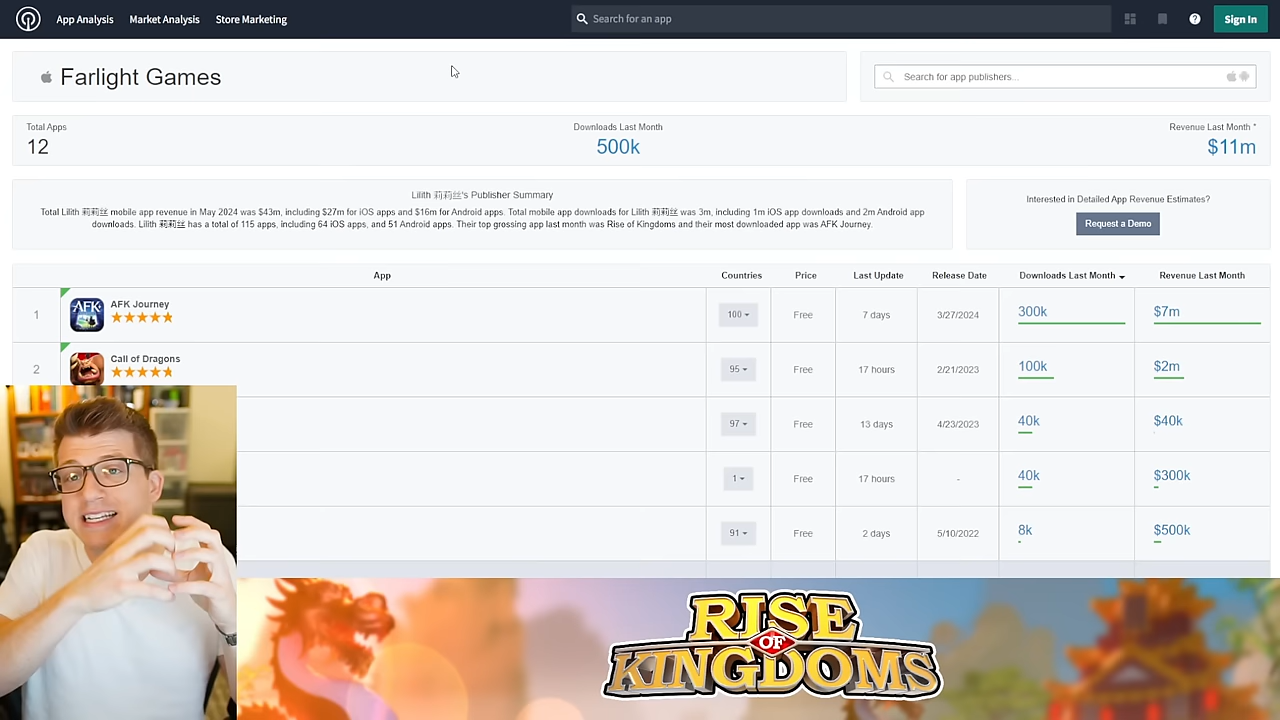 App Analysis Market Analysis Store Marketing Search for an app ? Sign In
Farlight Games Search for app publishers...
Total Apps Downloads Last Month Revenue Last Month *
12 500k $11m
Lilith 莉莉丝's Publisher Summary
Total Lilith 莉莉丝 mobile app revenue in May 2024 was $43m, including $27m for iOS apps and $16m for Android apps. Total mobile app downloads for Lilith 莉莉丝 was 3m, including 1m iOS app downloads and 2m Android app
downloads. Lilith 莉莉丝 has a total of 115 apps, including 64 iOS apps, and 51 Android apps. Their top grossing app last month was Rise of Kingdoms and their most downloaded app was AFK Journey.
Interested in Detailed App Revenue Estimates?
Request a Demo
App Countries Price Last Update Release Date Downloads Last Month Revenue Last Month
1 AFK AFK Journey 100 Free 7 days 3/27/2024 300k $7m
2 Call of Dragons 95 Free 17 hours 2/21/2023 100k $2m
97 Free 13 days 4/23/2023 40k $40k
1 Free 17 hours - 40k $300k
91 Free 2 days 5/10/2022 8k $500k
RISE
OF
KINGDOMS